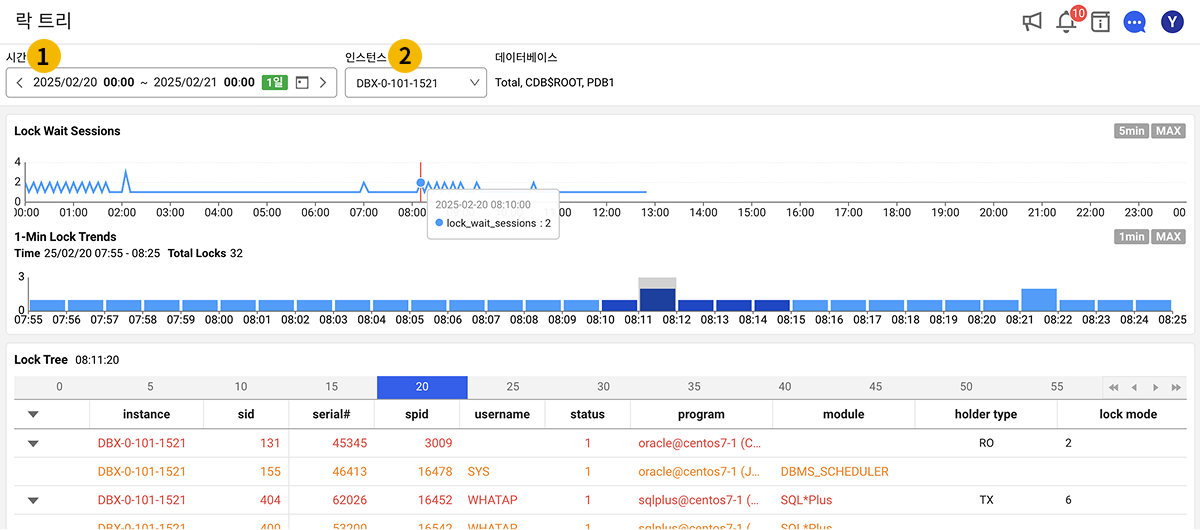 락 트리
10
Y
시간 1
인스턴스 2
데이터베이스
2025/02/20 00:00 ~ 2025/02/21 00:00 1일
DBX-0-101-1521
Total, CDB$ROOT, PDB1
Lock Wait Sessions
5min MAX
4
2
0
00:00 01:00 02:00 03:00 04:00 05:00 06:00 07:00 08:00 12:00 13:00 14:00 15:00 16:00 17:00 18:00 19:00 20:00 21:00 22:00 23:00 00
2025-02-20 08:10:00
lock_wait_sessions : 2
1-Min Lock Trends
1min MAX
Time 25/02/20 07:55 - 08:25 Total Locks 32
3
0
07:55 07:56 07:57 07:58 07:59 08:00 08:01 08:02 08:03 08:04 08:05 08:06 08:07 08:08 08:09 08:10 08:11 08:12 08:13 08:14 08:15 08:16 08:17 08:18 08:19 08:20 08:21 08:22 08:23 08:24 08:25
Lock Tree 08:11:20
0 5 10 15 20 25 30 35 40 45 50 55
instance sid serial# spid username status program module holder type lock mode
DBX-0-101-1521 131 45345 3009 1 oracle@centos7-1 (C... RO 2
DBX-0-101-1521 155 46413 16478 SYS 1 oracle@centos7-1 (J... DBMS_SCHEDULER
DBX-0-101-1521 404 62026 16452 WHATAP 1 sqlplus@centos7-1 (... SQL*Plus TX 6
DBX-0-101-1521 400 53200 16542 WHATAP 1 sqlplus@centos7-1 (... SQL*Plus